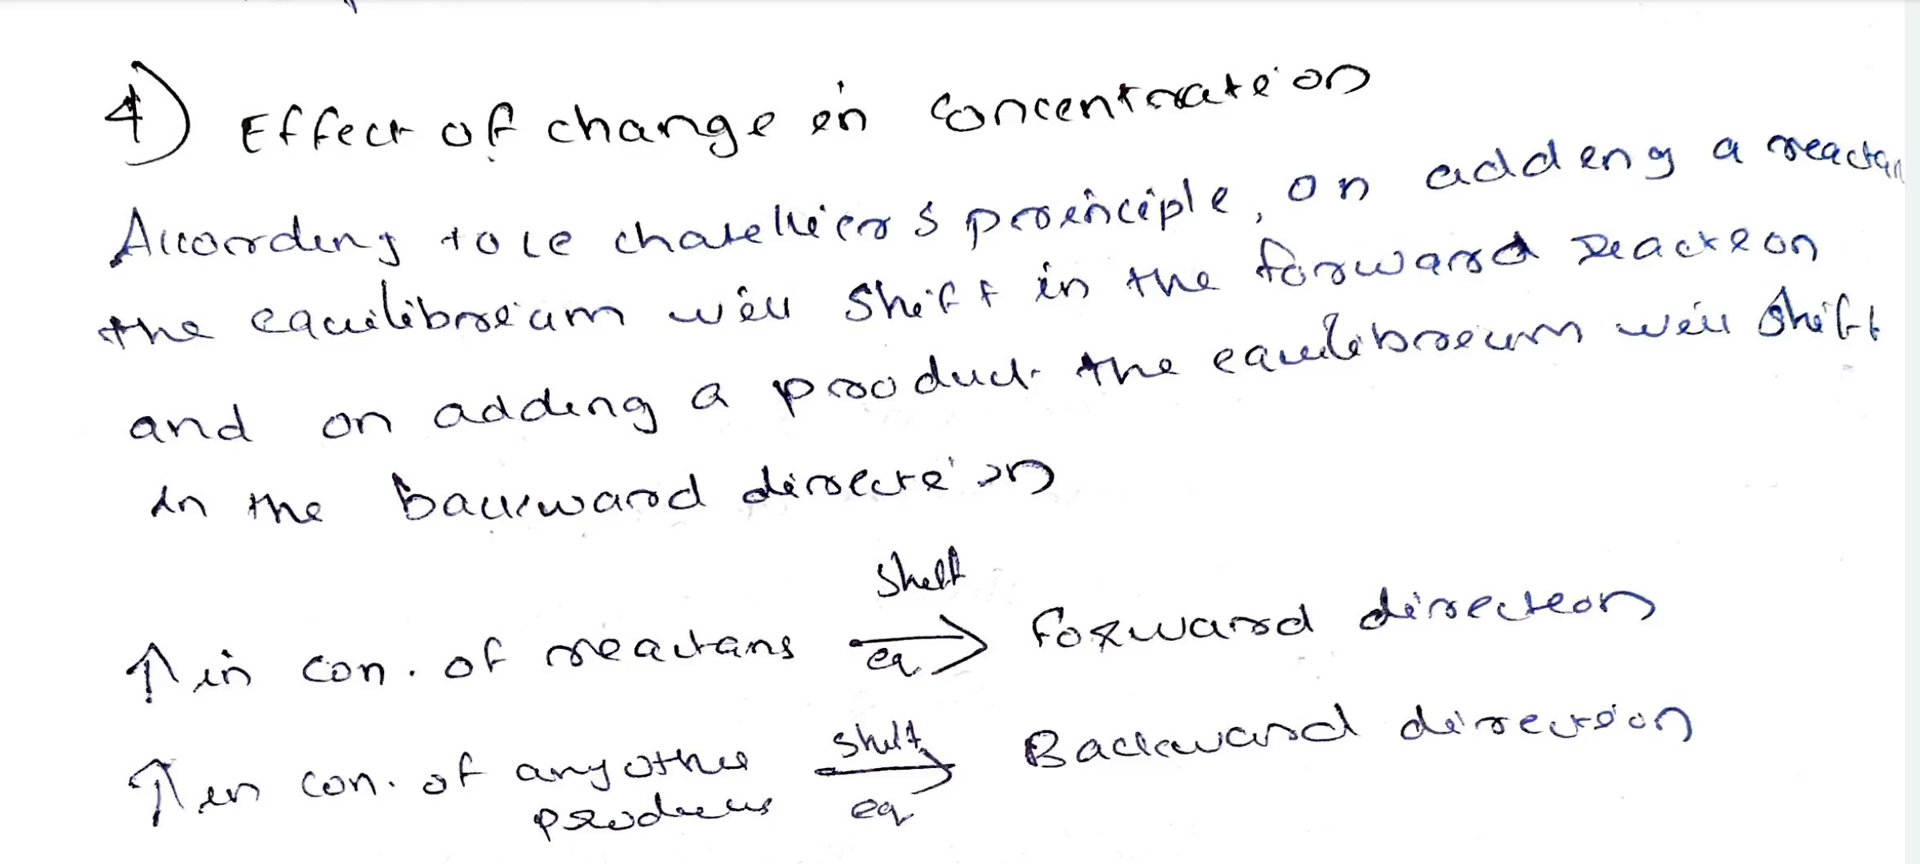 4) Effect of change in Concentration
According to Le chatelliers principle, on adding a reactan
the equilibrium will shift in the forward reaction
and on adding a product the equilibrium will shift
in the backward direction
shift
↑ in con. of reactans → Forward direction
eq
↑ in con. of any other shift → Backward direction
products eq